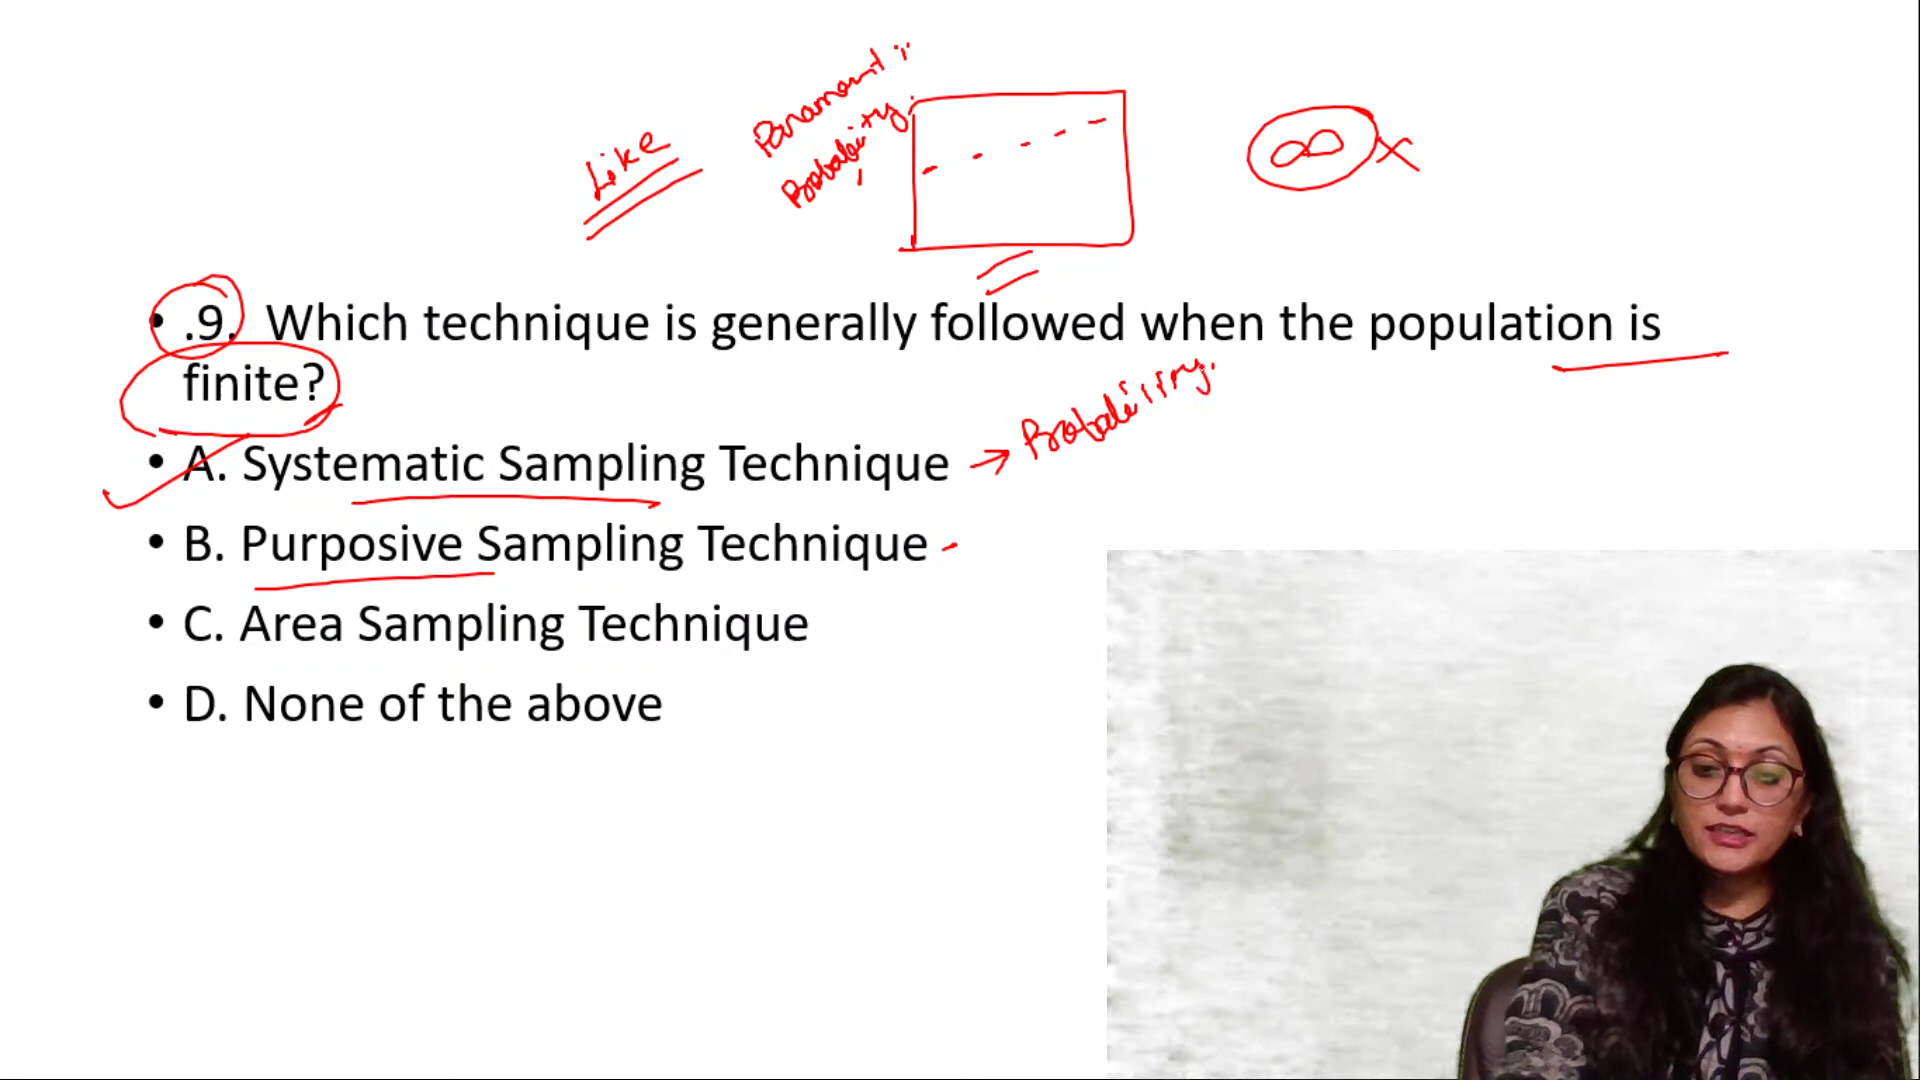 Like
Probability
• .9. Which technique is generally followed when the population is
finite?
• A. Systematic Sampling Technique → Probability.
• B. Purposive Sampling Technique -
• C. Area Sampling Technique
• D. None of the above